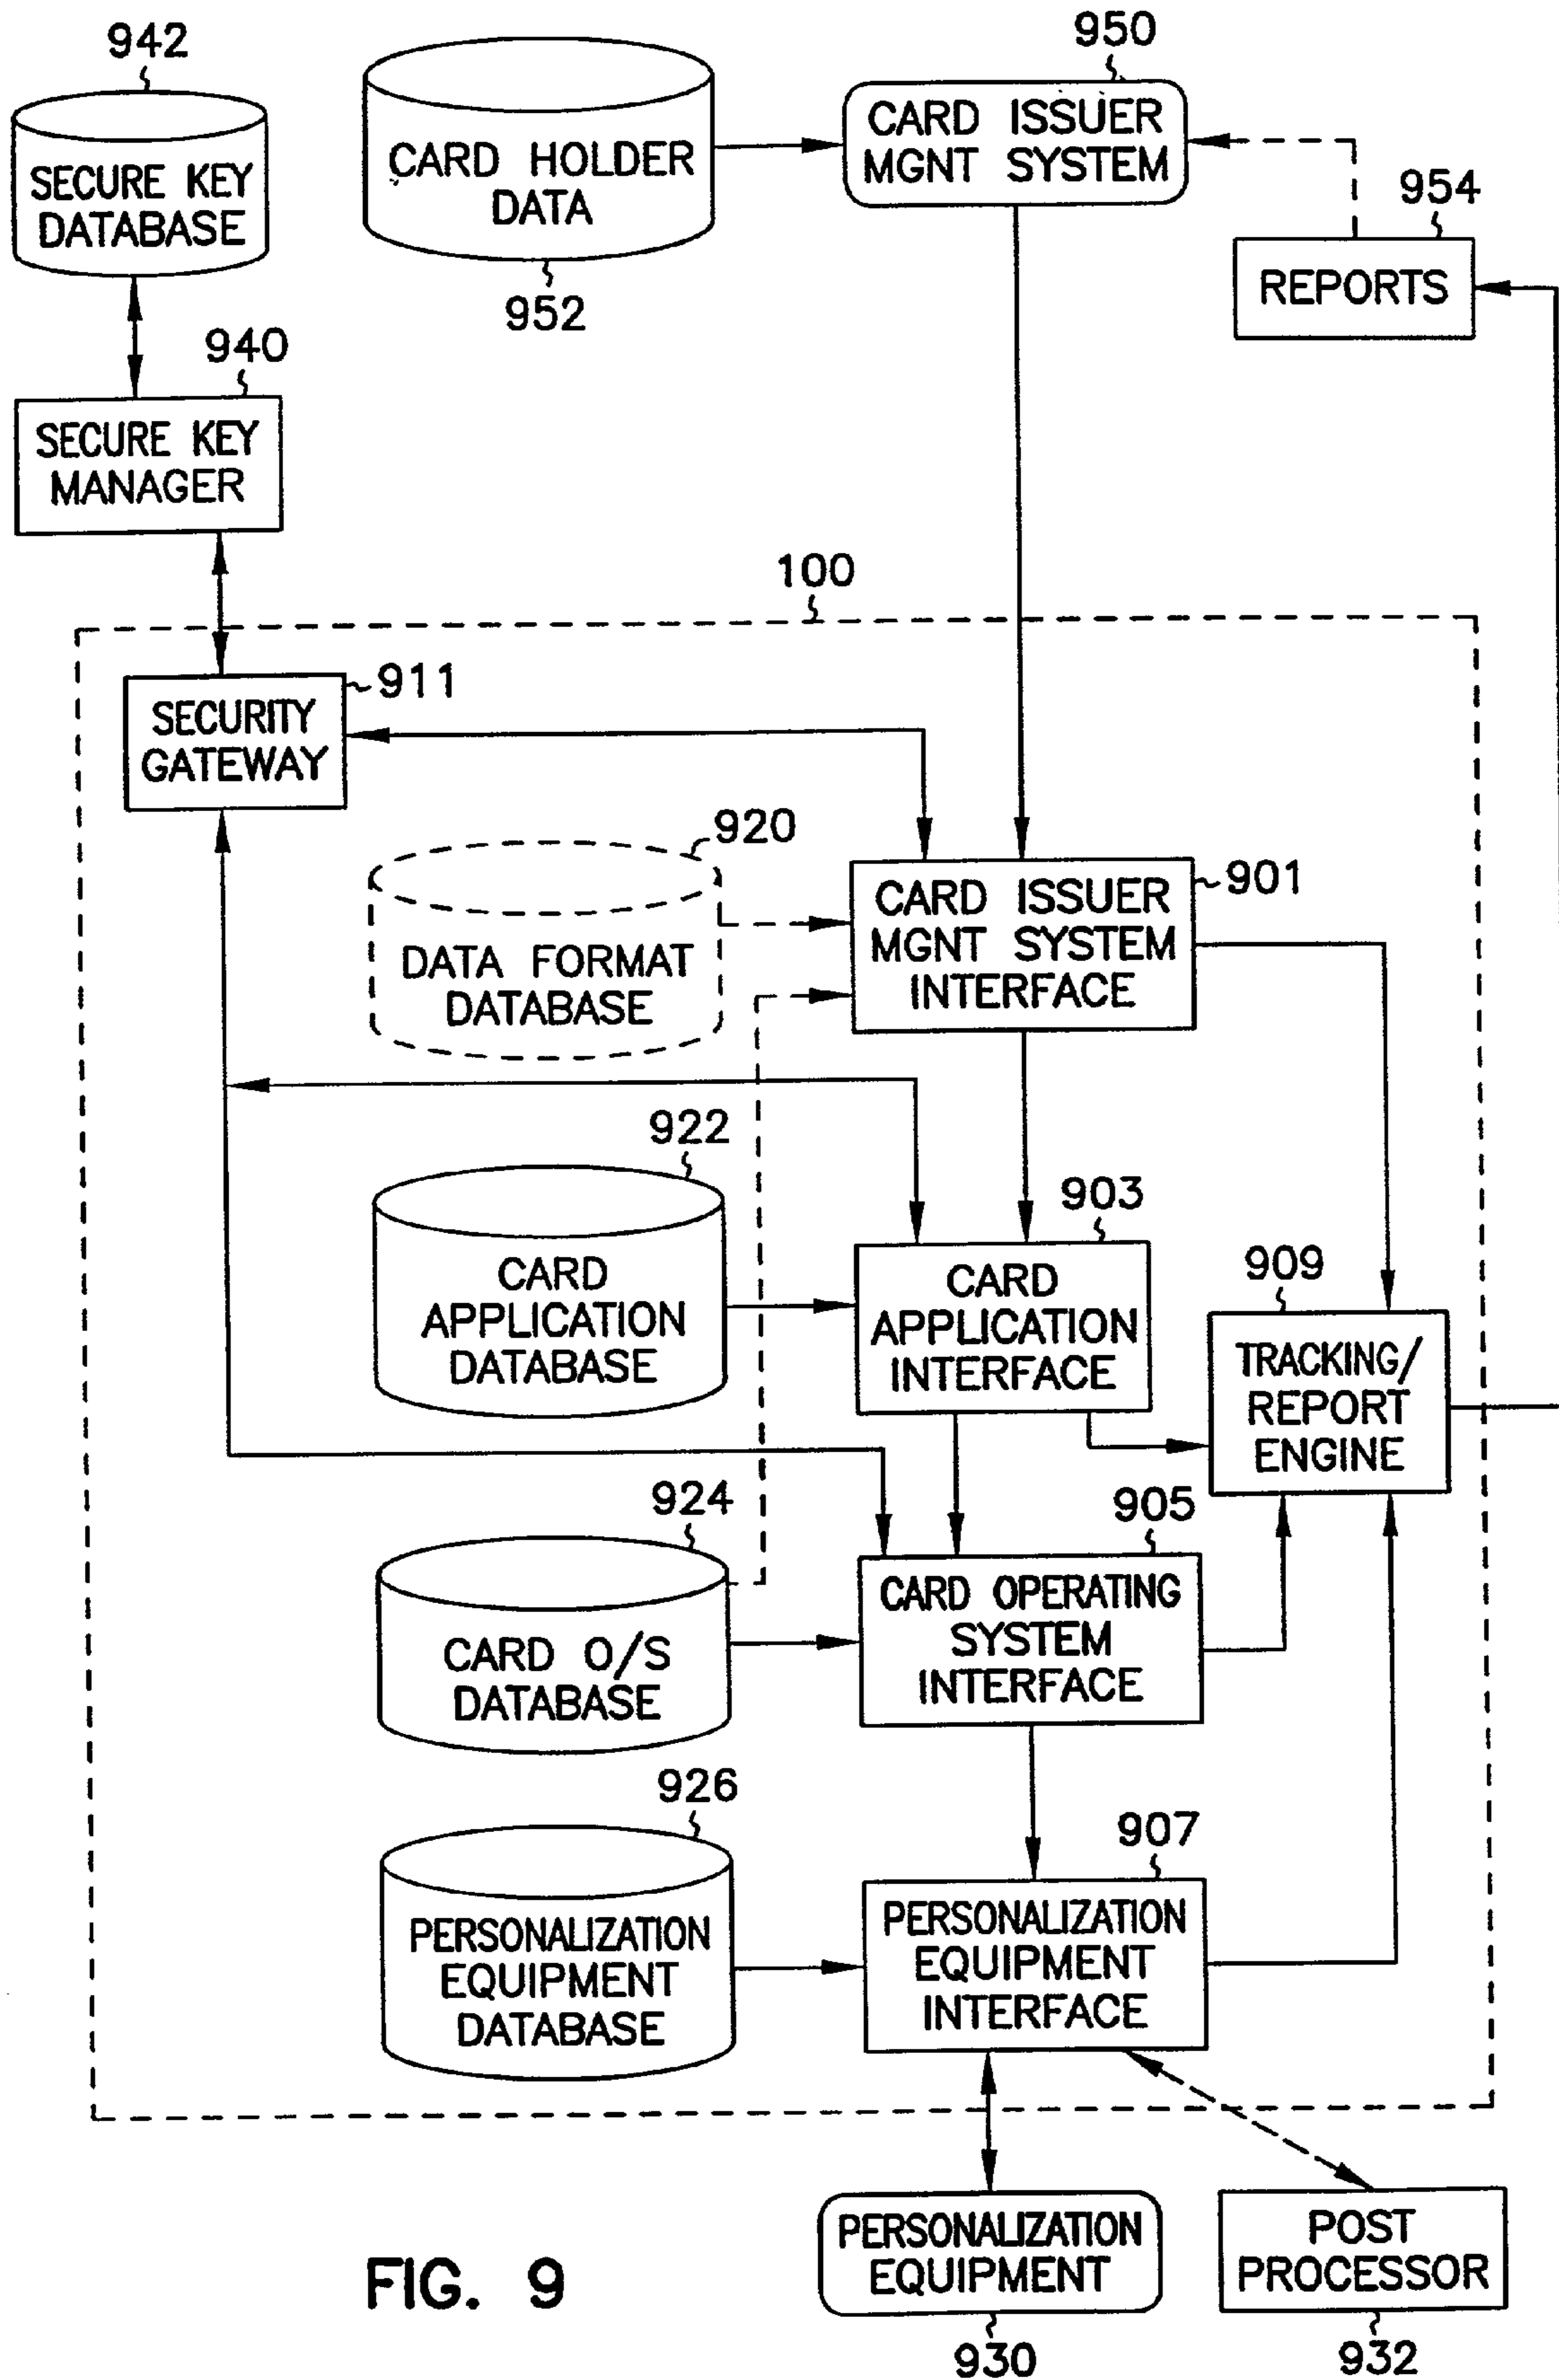 942
950
CARD ISSUER
MGNT SYSTEM
SECURE KEY
DATABASE
CARD HOLDER
DATA
954
REPORTS
952
940
SECURE KEY
MANAGER
100
911
SECURITY
GATEWAY
920
DATA FORMAT
DATABASE
901
CARD ISSUER
MGNT SYSTEM
INTERFACE
922
CARD
APPLICATION
DATABASE
903
CARD
APPLICATION
INTERFACE
909
TRACKING/
REPORT
ENGINE
924
CARD O/S
DATABASE
905
CARD OPERATING
SYSTEM
INTERFACE
926
PERSONALIZATION
EQUIPMENT
DATABASE
907
PERSONALIZATION
EQUIPMENT
INTERFACE
PERSONALIZATION
EQUIPMENT
930
POST
PROCESSOR
932
FIG. 9